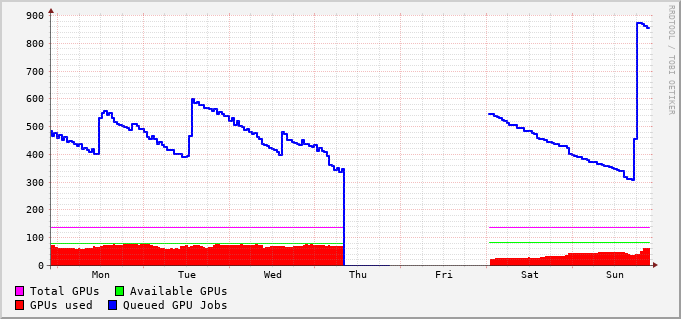 900
800
700
600
500
400
300
200
100
0
Mon Tue Wed Thu Fri Sat Sun
Total GPUs Available GPUs
GPUs used Queued GPU Jobs
RRDTOOL / TOBI OETIKER